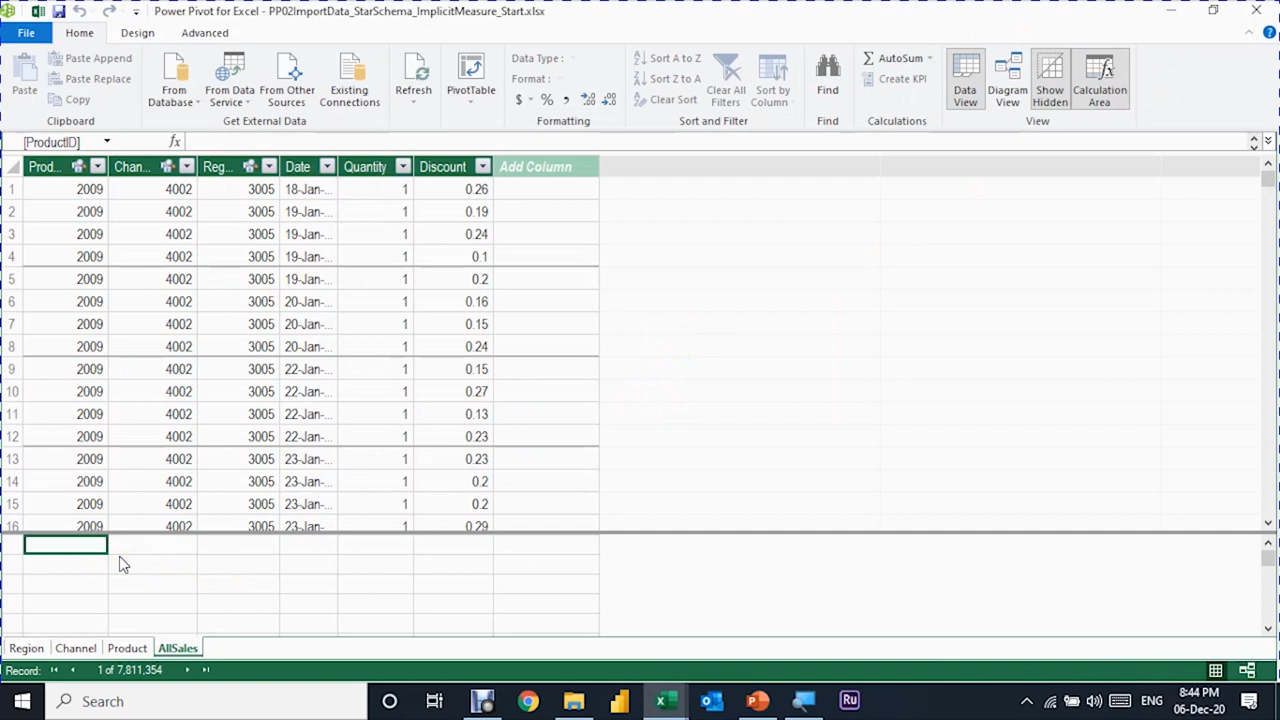 Power Pivot for Excel - PP02ImportData_StarSchema_ImplicitMeasure_Start.xlsx
File Home Design Advanced
Paste
Paste Append
Paste Replace
Copy
Clipboard
From Database
From Data Service
From Other Sources
Existing Connections
Get External Data
Refresh
PivotTable
Data Type :
Format :
$ % ,
Formatting
Sort A to Z
Sort Z to A
Clear Sort
Clear All Filters
Sort by Column
Sort and Filter
Find
Find
AutoSum
Create KPI
Calculations
Data View
Diagram View
Show Hidden
Calculation Area
View
[ProductID] fx
Prod... Chan... Reg... Date Quantity Discount Add Column
1 2009 4002 3005 18-Jan-... 1 0.26
2 2009 4002 3005 19-Jan-... 1 0.19
3 2009 4002 3005 19-Jan-... 1 0.24
4 2009 4002 3005 19-Jan-... 1 0.1
5 2009 4002 3005 19-Jan-... 1 0.2
6 2009 4002 3005 20-Jan-... 1 0.16
7 2009 4002 3005 20-Jan-... 1 0.15
8 2009 4002 3005 20-Jan-... 1 0.24
9 2009 4002 3005 22-Jan-... 1 0.15
10 2009 4002 3005 22-Jan-... 1 0.27
11 2009 4002 3005 22-Jan-... 1 0.13
12 2009 4002 3005 22-Jan-... 1 0.23
13 2009 4002 3005 23-Jan-... 1 0.23
14 2009 4002 3005 23-Jan-... 1 0.2
15 2009 4002 3005 23-Jan-... 1 0.2
16 2009 4002 3005 23-Jan-... 1 0.29
Region Channel Product AllSales
Record: 1 of 7,811,354
Search
Ru
ENG
8:44 PM
06-Dec-20